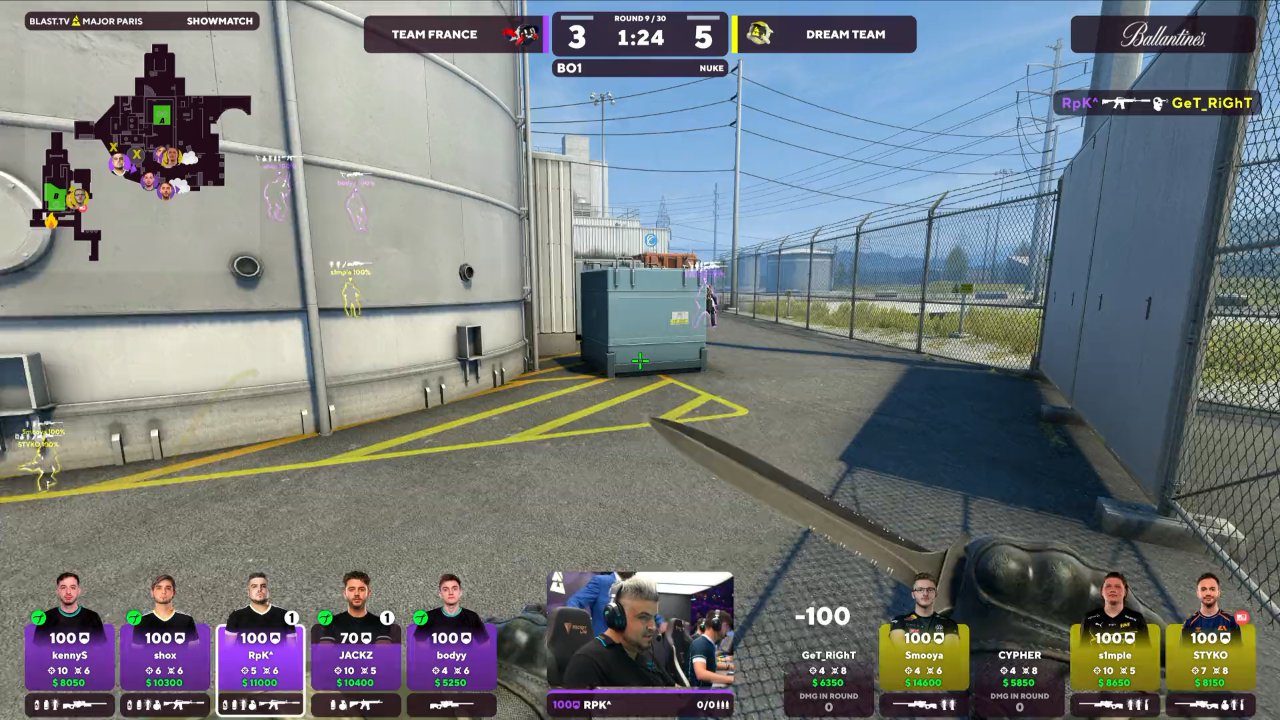 BLAST.TV MAJOR PARIS
SHOWMATCH
TEAM FRANCE
3
ROUND 9 / 30
1:24
5
DREAM TEAM
BO1
NUKE
Ballantine's
RpK^
GeT_RiGhT
A
s1mple 100%
STYKO 100%
100
kennyS
10 6
$ 8050
100
shox
6 6
$ 10300
1
100
RpK^
5 6
$ 11000
1
70
JACKZ
10 5
$ 10400
100
bodyy
4 6
$ 5250
100 RPK^
0/0
-100
GeT_RiGhT
4 8
$ 6350
DMG IN ROUND
0
100
Smooya
4 6
$ 14600
CYPHER
4 8
$ 5850
DMG IN ROUND
0
100
s1mple
10 5
$ 8650
100
STYKO
7 8
$ 8150